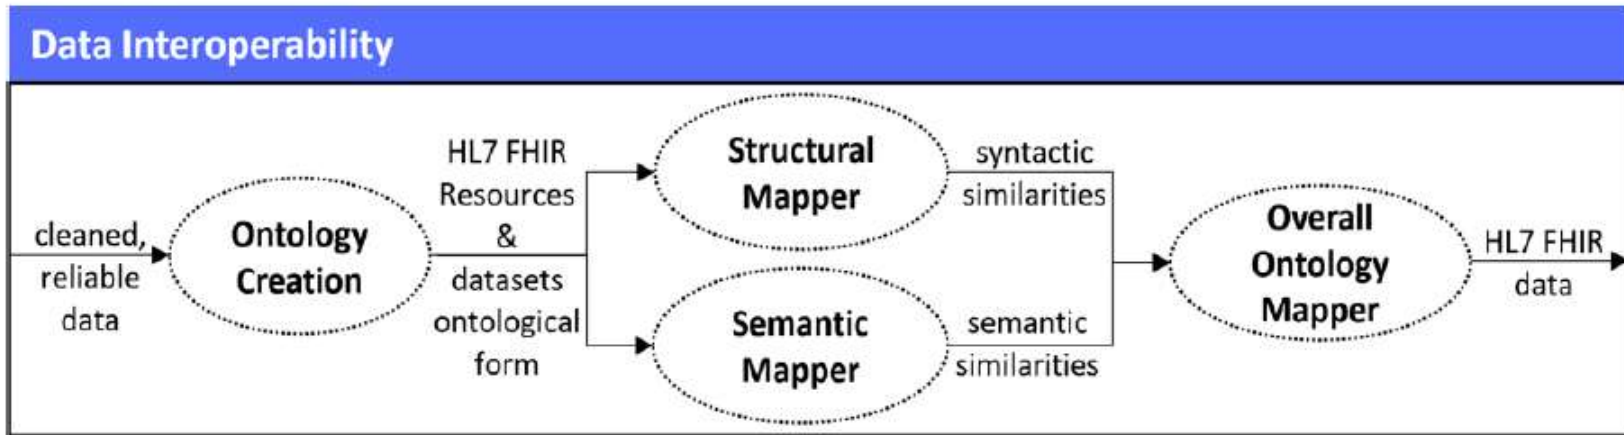 Data Interoperability
cleaned,
reliable
data
Ontology
Creation
HL7 FHIR
Resources
&
datasets
ontological
form
Structural
Mapper
syntactic
similarities
Semantic
Mapper
semantic
similarities
Overall
Ontology
Mapper
HL7 FHIR
data